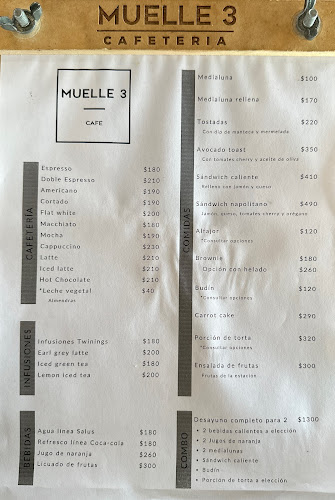 MUELLE 3
CAFETERIA
MUELLE 3
CAFE
CAFETERÍA
Espresso $180
Doble Espresso $210
Americano $190
Cortado $190
Flat white $200
Macchiato $180
Mocha $190
Cappuccino $230
Latte $210
Iced latte $210
Hot Chocolate $210
*Leche vegetal $40
Almendras
INFUSIONES
Infusiones Twinings $180
Earl grey latte $200
Iced green tea $180
Lemon iced tea $200
BEBIDAS
Agua linea Salus $180
Refresco linea Coca-cola $180
Jugo de naranja $260
Licuado de frutas $300
COMIDAS
Medialuna $100
Medialuna rellena $170
Tostadas $220
Con dip de manteca y mermelada
Avocado toast $350
Con tomates cherry y aceite de oliva
Sándwich caliente $410
Relleno con jamón y queso
Sándwich napolitano $490
Jamón, queso, tomates cherry y orégano
Alfajor $120
*Consultar opciones
Brownie $180
Opción con helado $260
Budín $120
*Consultar opciones
Carrot cake $290
Porción de torta $320
*Consultar opciones
Ensalada de frutas $300
Frutas de la estación
COMBO
Desayuno completo para 2 $1300
• 2 bebidas calientes a elección
• 2 Jugos de naranja
• 2 medialunas
• Sándwich caliente
• Budín
• Porción de torta a elección